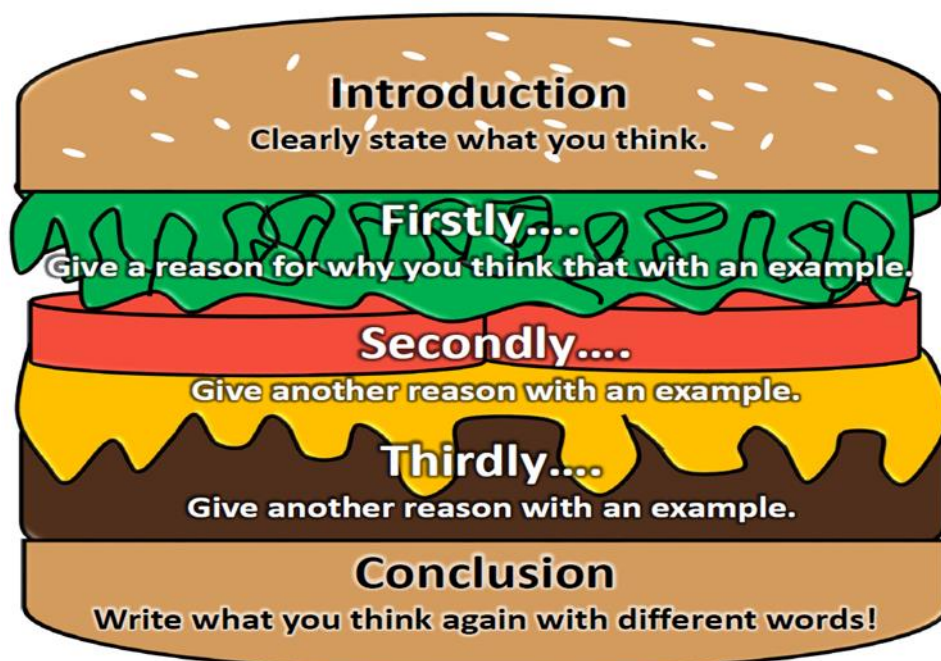 Introduction
Clearly state what you think.
Firstly....
Give a reason for why you think that with an example.
Secondly....
Give another reason with an example.
Thirdly....
Give another reason with an example.
Conclusion
Write what you think again with different words!